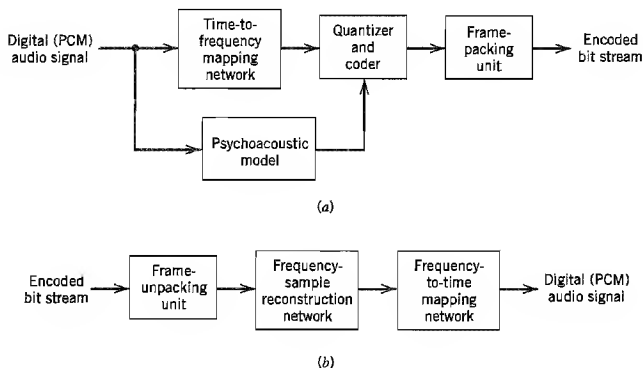 Digital (PCM)
audio signal
Time-to-
frequency
mapping
network
Quantizer
and
coder
Frame-
packing
unit
Encoded
bit stream
Psychoacoustic
model
(a)
Encoded
bit stream
Frame-
unpacking
unit
Frequency-
sample
reconstruction
network
Frequency-
to-time
mapping
network
Digital (PCM)
audio signal
(b)